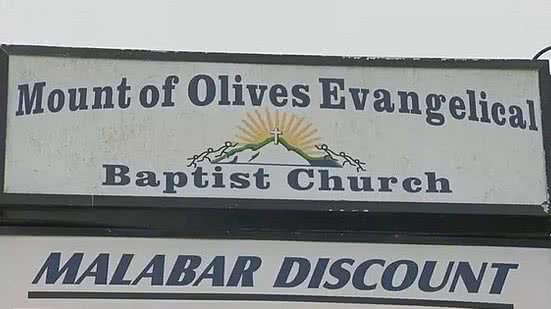 Mount of Olives Evangelical
Baptist Church
MALABAR DISCOUNT